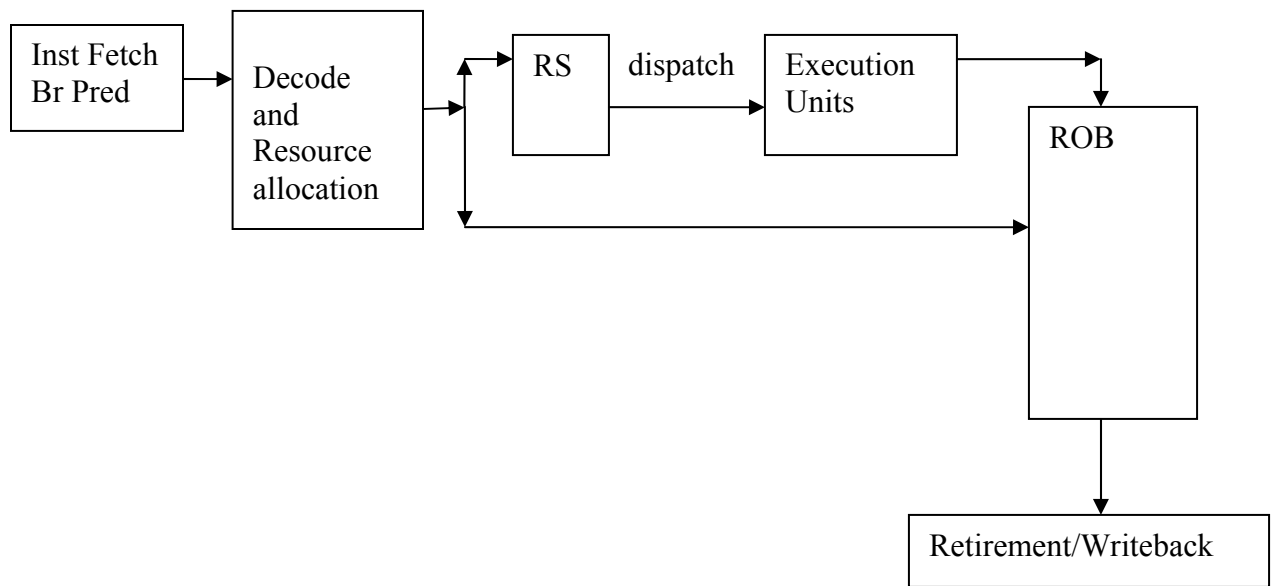 Inst Fetch
Br Pred
Decode
and
Resource
allocation
RS
dispatch
Execution
Units
ROB
Retirement/Writeback